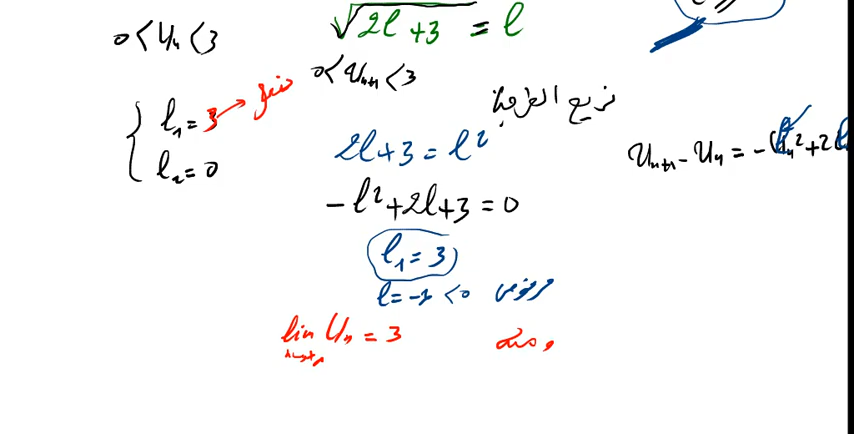 0 < Uₙ < 3
√(2l + 3) = l
0 < Uₙ₊₁ < 3
l₁ = 3
l₂ = 0
تربيع الطرفين
2l + 3 = l²
-l² + 2l + 3 = 0
Uₙ₊₁ - Uₙ = -
l₁ = 3
l = -1 < 0 مرفوض
lim Uₙ = 3 ومنه